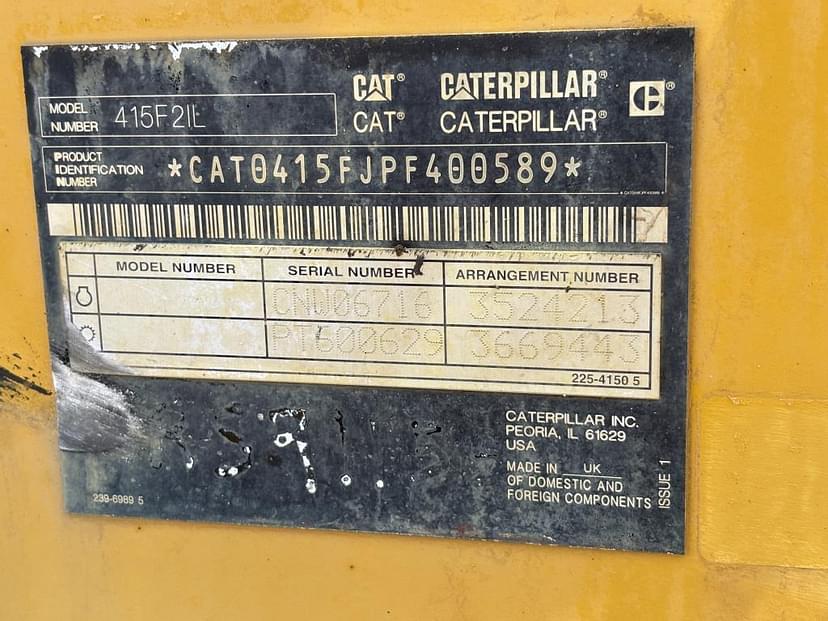 MODEL NUMBER 415F2IL
CAT® CATERPILLAR®
CAT® CATERPILLAR® ®
PRODUCT IDENTIFICATION NUMBER *CAT0415FJPF400589*
MODEL NUMBER SERIAL NUMBER ARRANGEMENT NUMBER
CNW06716 3524213
PT600629 3669443
225-4150 5
CATERPILLAR INC.
PEORIA, IL 61629
USA
MADE IN UK
OF DOMESTIC AND
FOREIGN COMPONENTS
ISSUE 1
239-6989 5